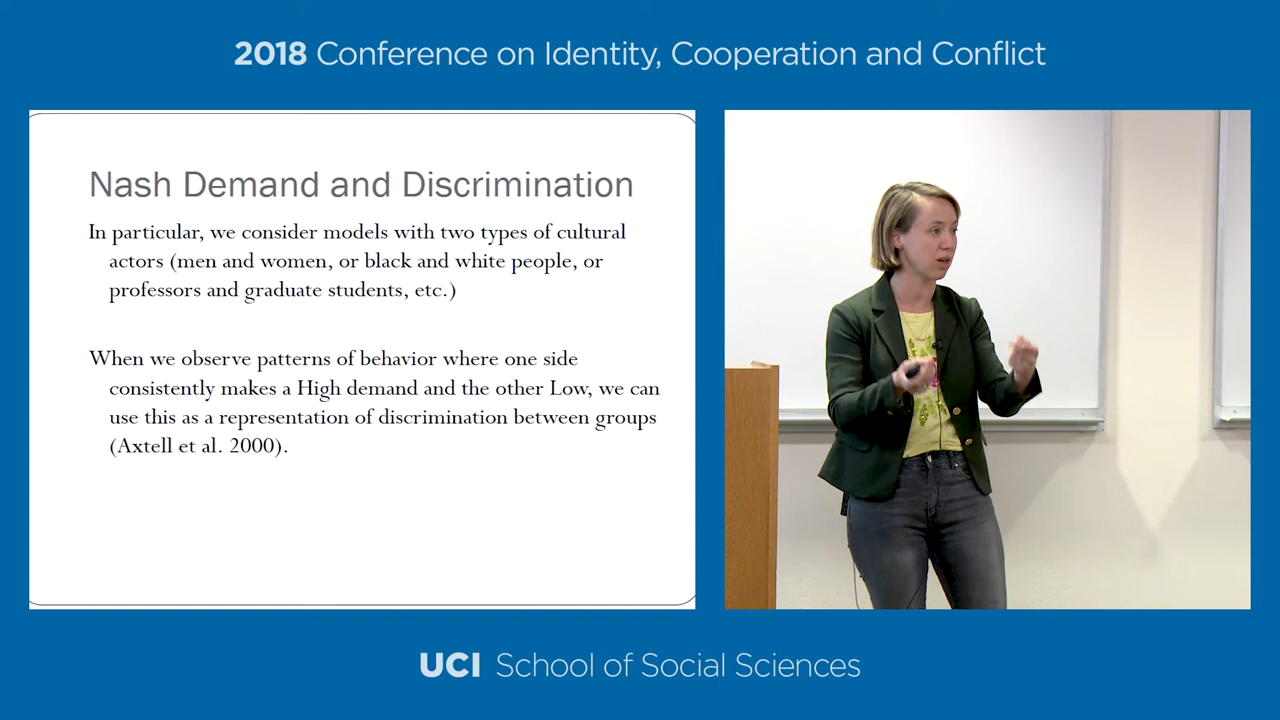 2018 Conference on Identity, Cooperation and Conflict
Nash Demand and Discrimination
In particular, we consider models with two types of cultural
actors (men and women, or black and white people, or
professors and graduate students, etc.)
When we observe patterns of behavior where one side
consistently makes a High demand and the other Low, we can
use this as a representation of discrimination between groups
(Axtell et al. 2000).
UCI School of Social Sciences